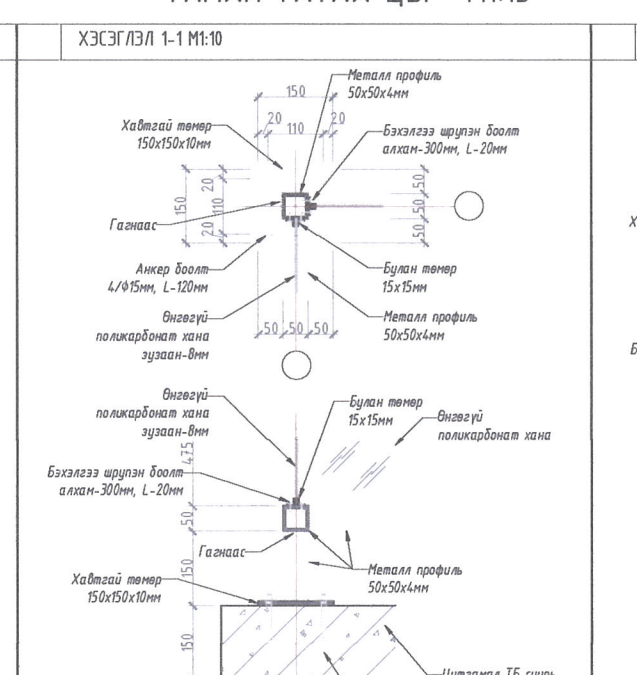 ХЭСЭГЛЭЛ 1-1 М1:10
Металл профиль
50x50x4мм
150
20
110
20
Хавтгай төмөр
150x150x10мм
Бэхэлгээ шрупэн боолт
алхам-300мм, L-20мм
150
20
110
20
50
50
50
Гагнаас
Анкер боолт
4/ф15мм, L-120мм
Булан төмөр
15x15мм
Өнгөгүй
поликарбонат хана
зузаан-8мм
Металл профиль
50x50x4мм
50
50
50
Өнгөгүй
поликарбонат хана
зузаан-8мм
Булан төмөр
15x15мм
Өнгөгүй
поликарбонат хана
475
Бэхэлгээ шрупэн боолт
алхам-300мм, L-20мм
50
Гагнаас
150
Металл профиль
50x50x4мм
Хавтгай төмөр
150x150x10мм
150